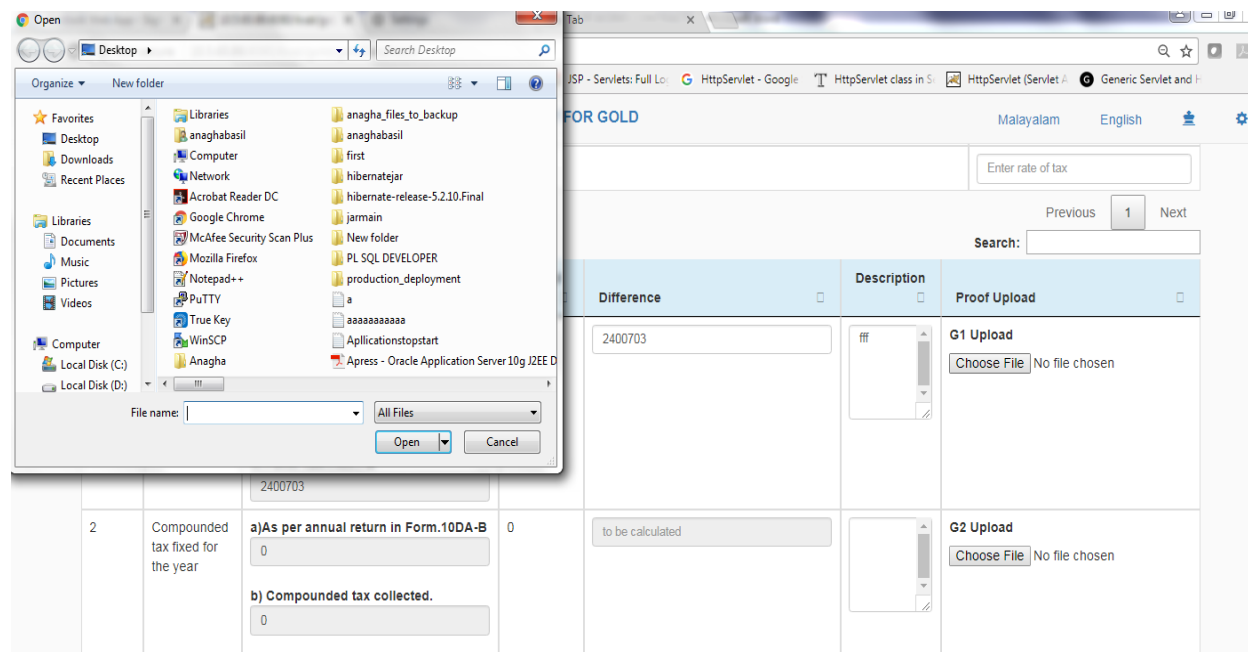 Open
Tab
Desktop
Search Desktop
Organize
New folder
Favorites
Desktop
Downloads
Recent Places
Libraries
Documents
Music
Pictures
Videos
Computer
Local Disk (C:)
Local Disk (D:)
Libraries
anaghabasil
Computer
Network
Acrobat Reader DC
Google Chrome
McAfee Security Scan Plus
Mozilla Firefox
Notepad++
PuTTY
True Key
WinSCP
Anagha
anagha_files_to_backup
anaghabasil
first
hibernatejar
hibernate-release-5.2.10.Final
jarmain
New folder
PL SQL DEVELOPER
production_deployment
a
aaaaaaaaaaa
Apllicationstopstart
Apress - Oracle Application Server 10g J2EE D
File name:
All Files
Open
Cancel
JSP - Servlets: Full Lo
HttpServlet - Google
HttpServlet class in S
HttpServlet (Servlet A
Generic Servlet and H
FOR GOLD
Malayalam
English
Enter rate of tax
Previous
1
Next
Search:
Difference
Description
Proof Upload
2400703
fff
G1 Upload
Choose File No file chosen
2400703
2
Compounded
tax fixed for
the year
a)As per annual return in Form.10DA-B
0
b) Compounded tax collected.
0
0
to be calculated
G2 Upload
Choose File No file chosen